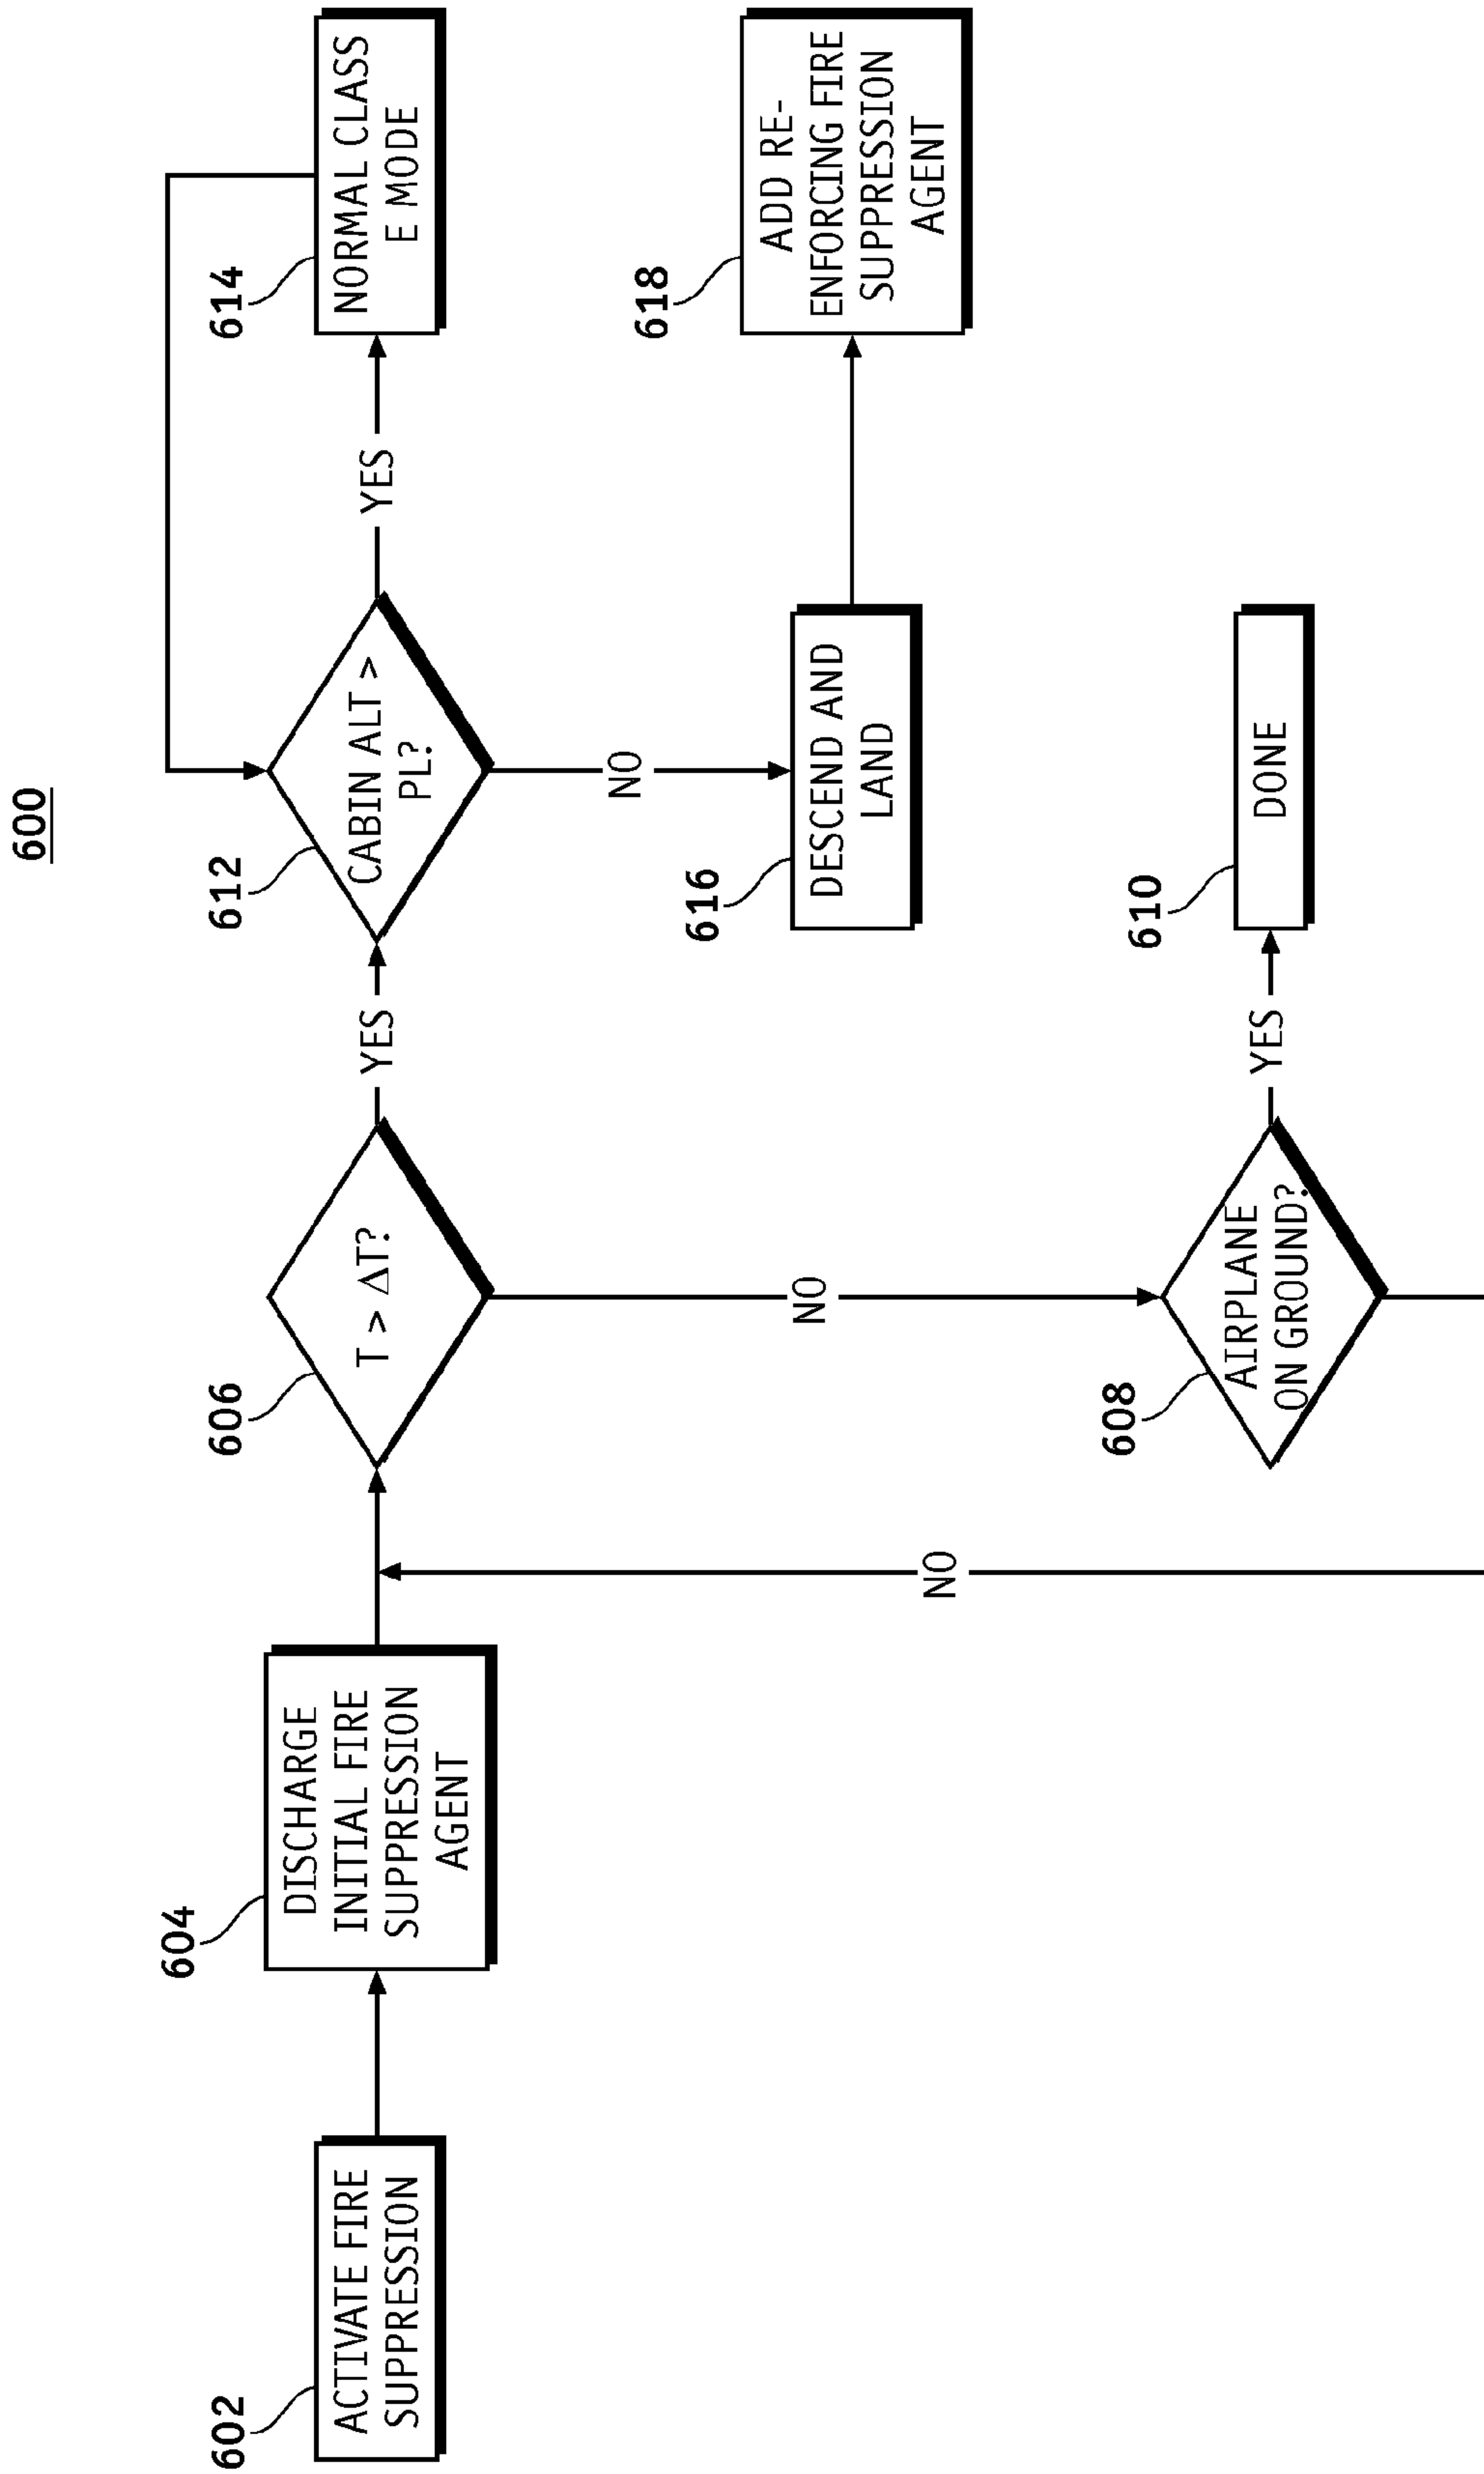 600
602
ACTIVATE FIRE
SUPPRESSION
604
DISCHARGE
INITIAL FIRE
SUPPRESSION
AGENT
606
T > ΔT?
YES
612
CABIN ALT >
PL?
YES
614
NORMAL CLASS
E MODE
NO
616
DESCEND AND
LAND
618
ADD RE-
ENFORCING FIRE
SUPPRESSION
AGENT
NO
NO
608
AIRPLANE
ON GROUND?
YES
610
DONE